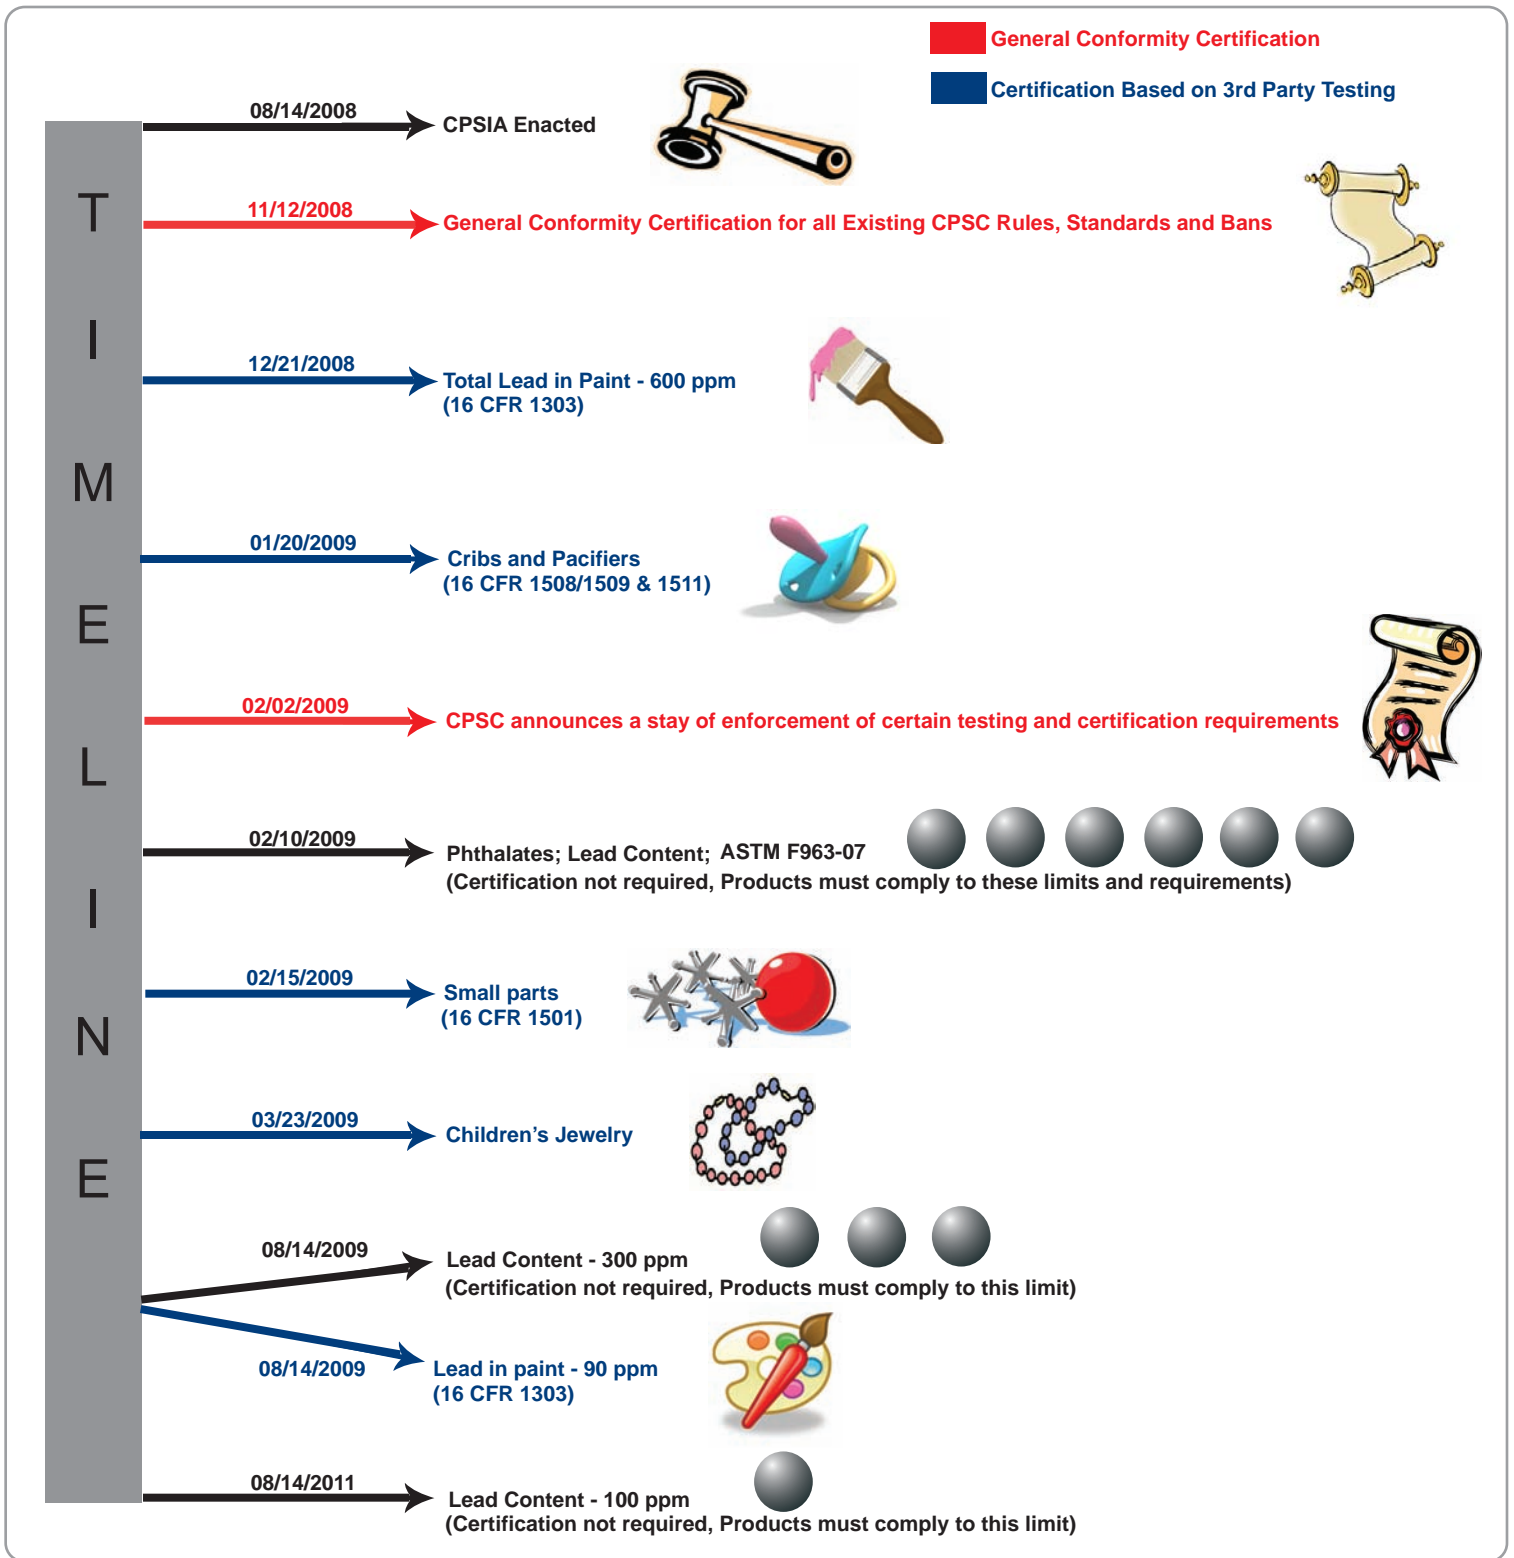 General Conformity Certification
Certification Based on 3rd Party Testing
TIMELINE
08/14/2008
CPSIA Enacted
11/12/2008
General Conformity Certification for all Existing CPSC Rules, Standards and Bans
12/21/2008
Total Lead in Paint - 600 ppm
(16 CFR 1303)
01/20/2009
Cribs and Pacifiers
(16 CFR 1508/1509 & 1511)
02/02/2009
CPSC announces a stay of enforcement of certain testing and certification requirements
02/10/2009
Phthalates; Lead Content; ASTM F963-07
(Certification not required, Products must comply to these limits and requirements)
02/15/2009
Small parts
(16 CFR 1501)
03/23/2009
Children's Jewelry
08/14/2009
Lead Content - 300 ppm
(Certification not required, Products must comply to this limit)
08/14/2009
Lead in paint - 90 ppm
(16 CFR 1303)
08/14/2011
Lead Content - 100 ppm
(Certification not required, Products must comply to this limit)